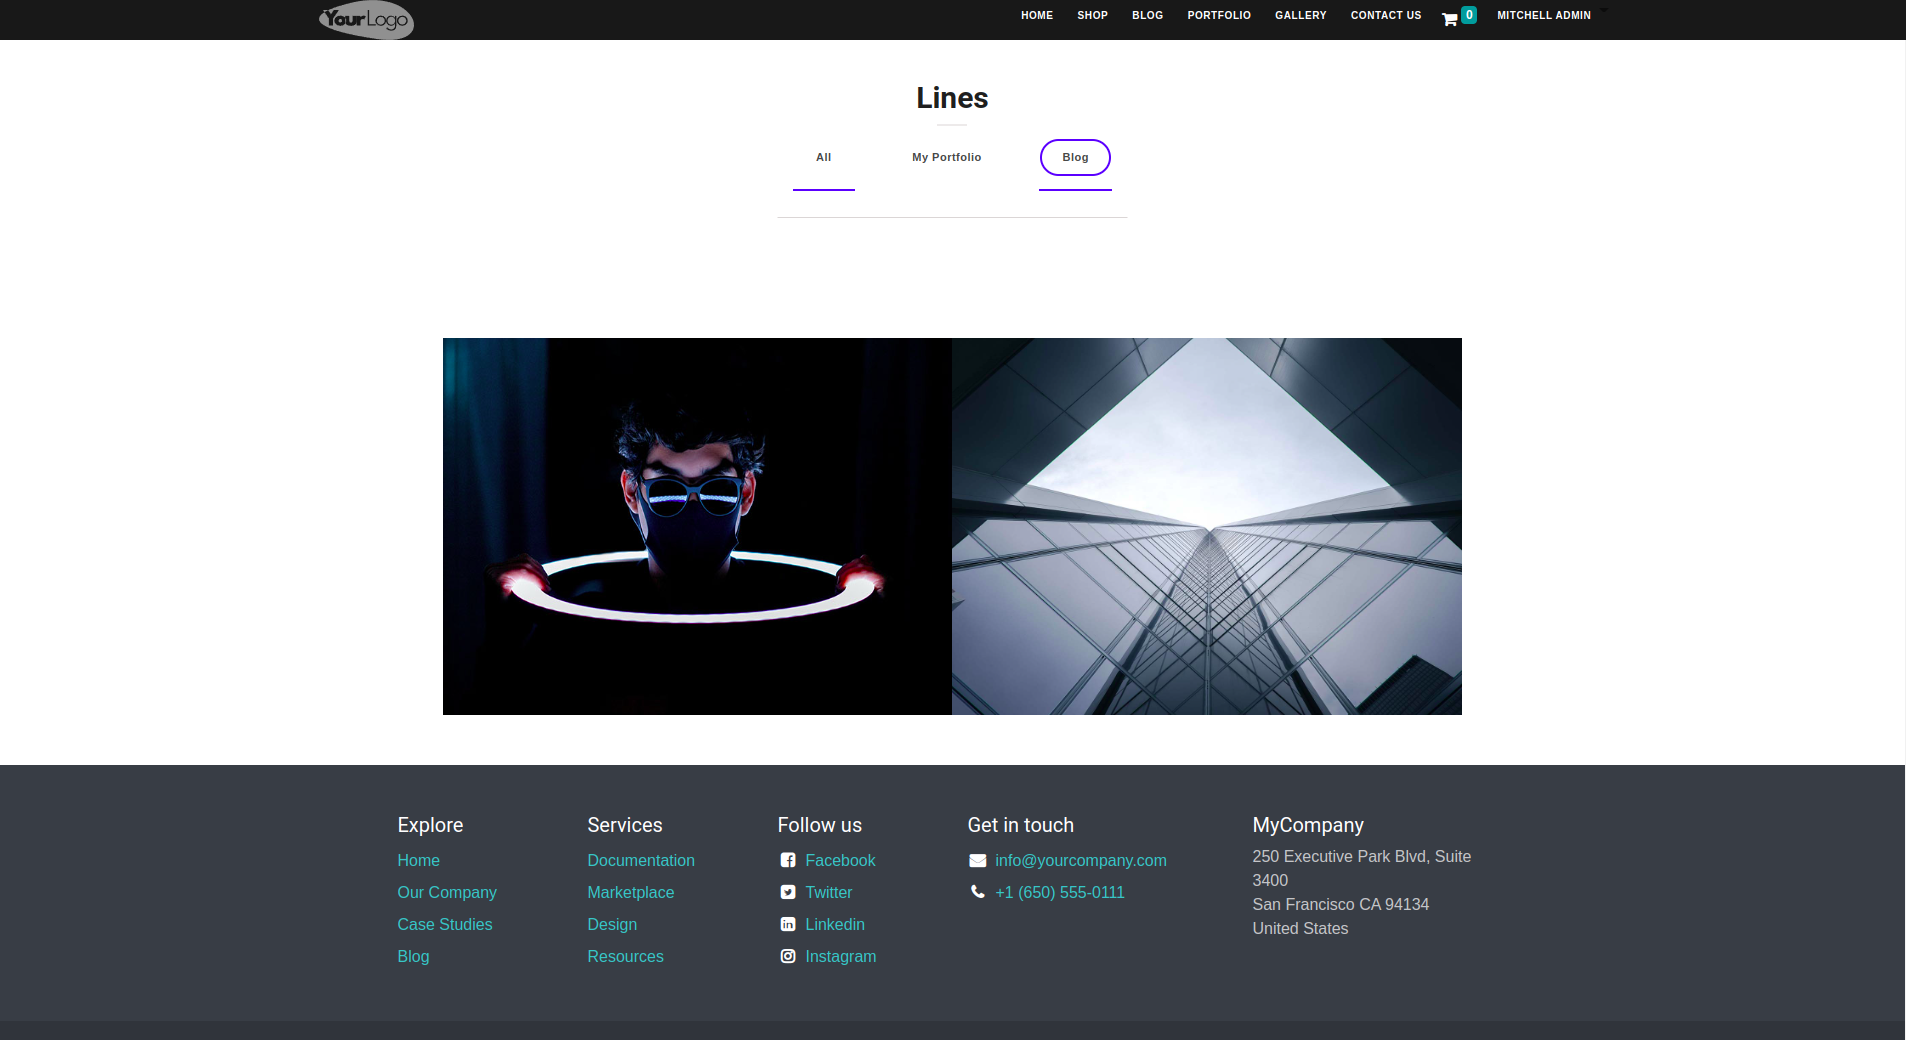 YourLogo
HOME SHOP BLOG PORTFOLIO GALLERY CONTACT US 0 MITCHELL ADMIN
Lines
All My Portfolio Blog
Explore
Home
Our Company
Case Studies
Blog
Services
Documentation
Marketplace
Design
Resources
Follow us
Facebook
Twitter
Linkedin
Instagram
Get in touch
info@yourcompany.com
+1 (650) 555-0111
MyCompany
250 Executive Park Blvd, Suite
3400
San Francisco CA 94134
United States